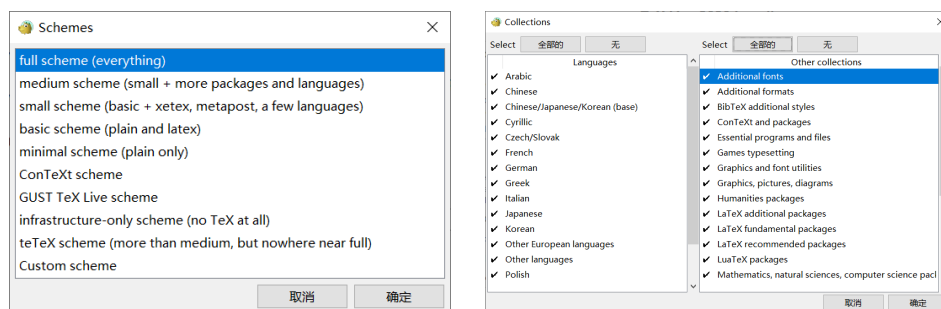 Schemes
full scheme (everything)
medium scheme (small + more packages and languages)
small scheme (basic + xetex, metapost, a few languages)
basic scheme (plain and latex)
minimal scheme (plain only)
ConTeXt scheme
GUST TeX Live scheme
infrastructure-only scheme (no TeX at all)
teTeX scheme (more than medium, but nowhere near full)
Custom scheme
取消 确定
Collections
Select 全部的 无
Languages
Arabic
Chinese
Chinese/Japanese/Korean (base)
Cyrillic
Czech/Slovak
French
German
Greek
Italian
Japanese
Korean
Other European languages
Other languages
Polish
Select 全部的 无
Other collections
Additional fonts
Additional formats
BibTeX additional styles
ConTeXt and packages
Essential programs and files
Games typesetting
Graphics and font utilities
Graphics, pictures, diagrams
Humanities packages
LaTeX additional packages
LaTeX fundamental packages
LaTeX recommended packages
LuaTeX packages
Mathematics, natural sciences, computer science pacl
取消 确定